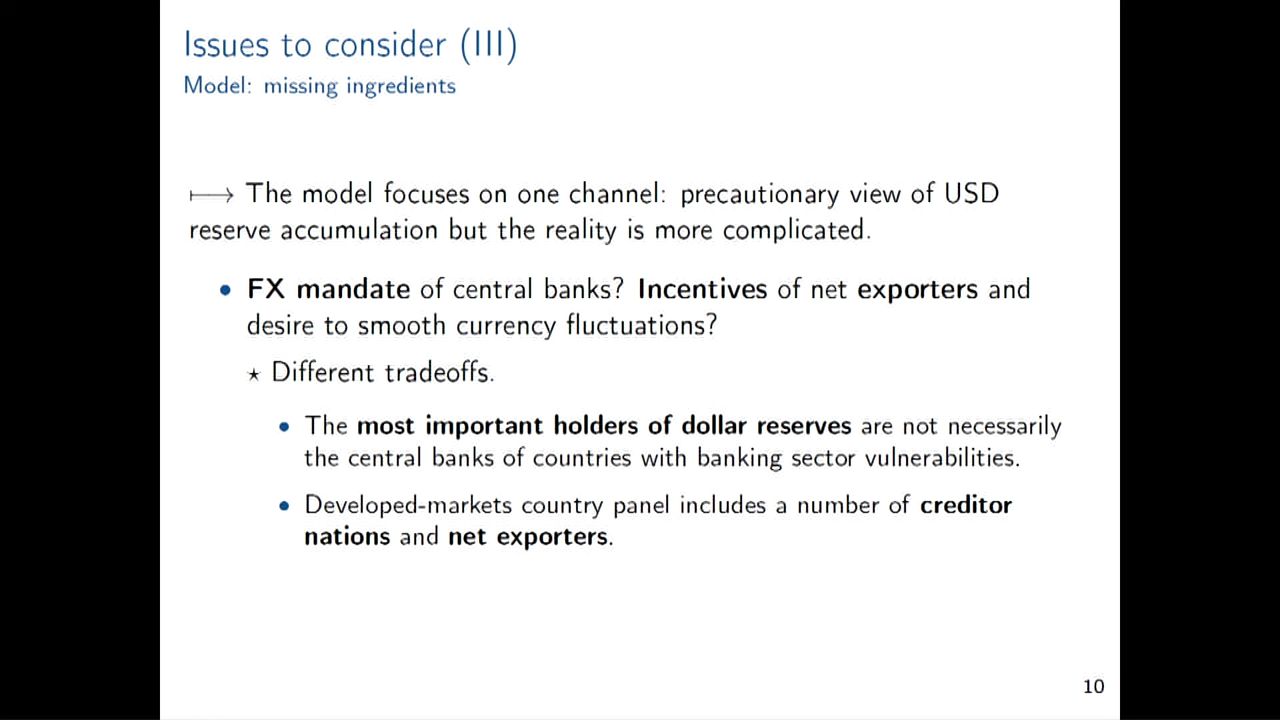 Issues to consider (III)
Model: missing ingredients
⟼ The model focuses on one channel: precautionary view of USD
reserve accumulation but the reality is more complicated.
• FX mandate of central banks? Incentives of net exporters and
desire to smooth currency fluctuations?
⋆ Different tradeoffs.
• The most important holders of dollar reserves are not necessarily
the central banks of countries with banking sector vulnerabilities.
• Developed-markets country panel includes a number of creditor
nations and net exporters.
10